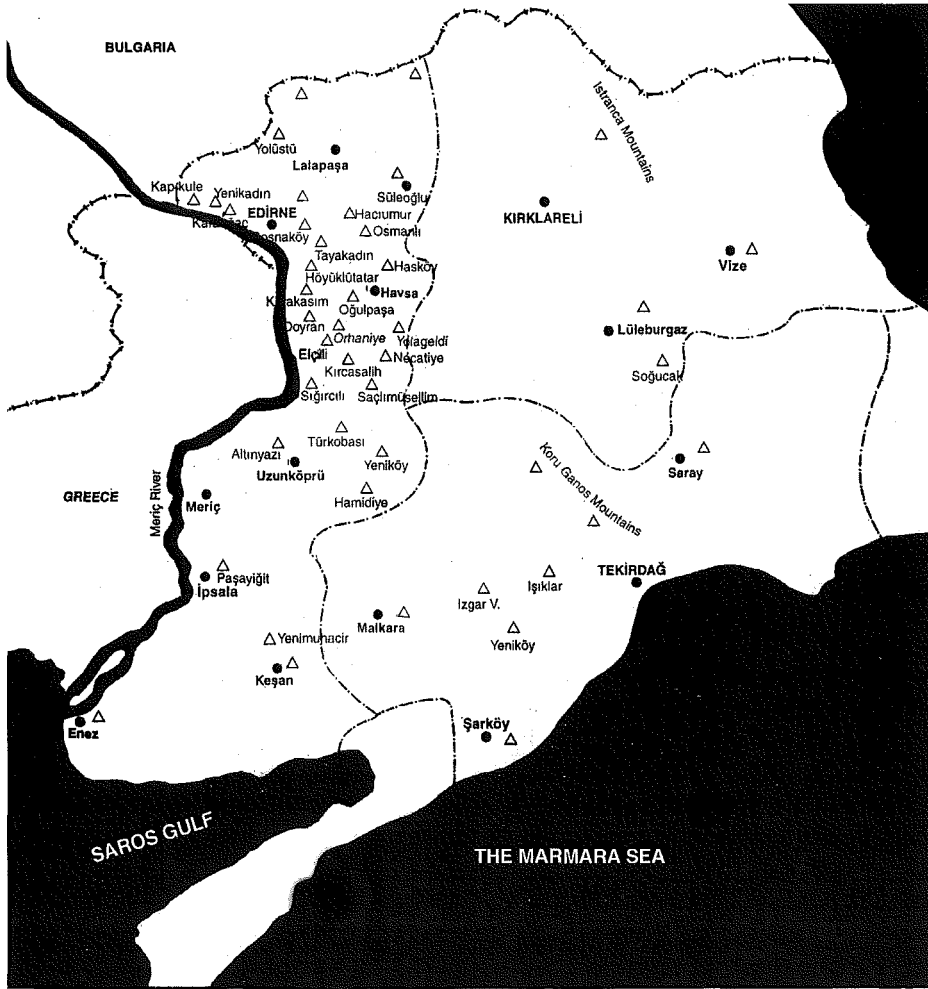 BULGARIA
Istranca Mountains
Yolüstü
Lalapaşa
Kapıkule
Yenikadın
Süleoğlu
EDİRNE
Hacıumur
KIRKLARELİ
Osmanlı
Tayakadın
Hasköy
Vize
Höyüklütatar
Havsa
Oğulpaşa
Doyran
Orhaniye
Lüleburgaz
Elçili
Necatiye
Kırcasalih
Soğucak
Sığırcılı
Saçlımüsellim
Türkobası
Altınyazı
Koru Ganos Mountains
Yeniköy
Saray
Uzunköprü
GREECE
Meriç River
Meriç
Hamidiye
TEKİRDAĞ
Paşayiğit
İpsala
Işıklar
Izgar V.
Malkara
Yenimuhacir
Yeniköy
Keşan
Şarköy
Enez
SAROS GULF
THE MARMARA SEA